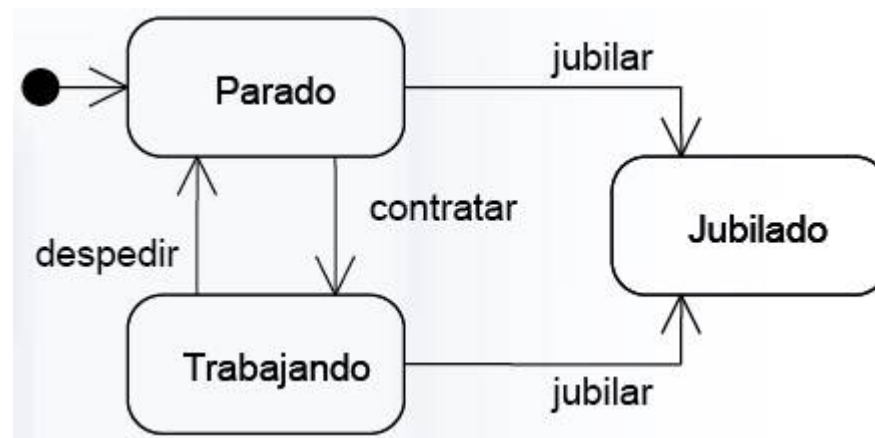 jubilar
Parado
contratar
Jubilado
despedir
Trabajando
jubilar